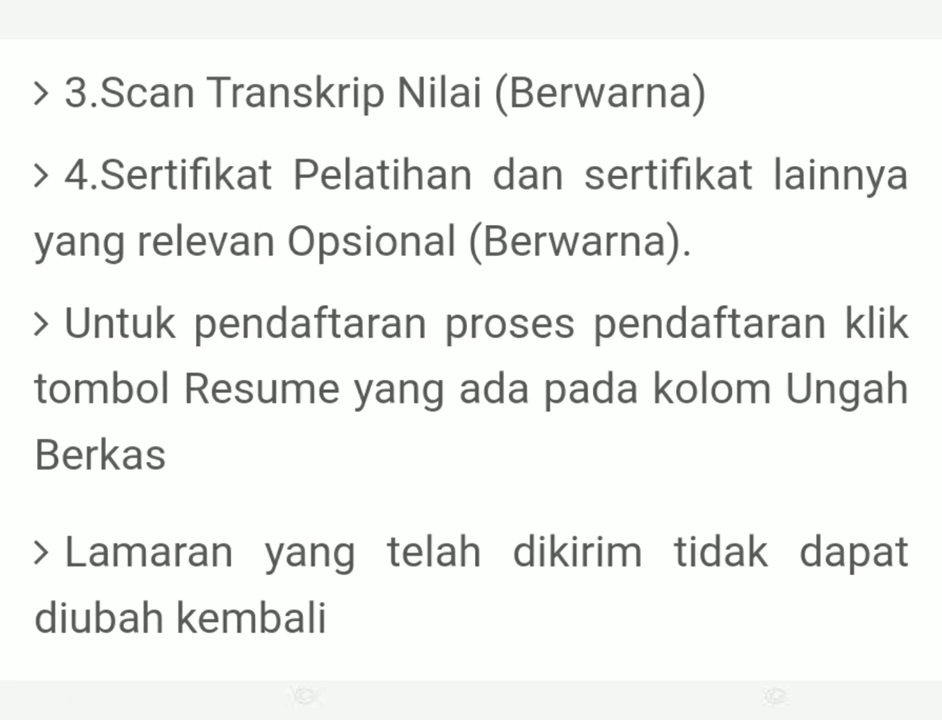 > 3.Scan Transkrip Nilai (Berwarna)
> 4.Sertifikat Pelatihan dan sertifikat lainnya
yang relevan Opsional (Berwarna).
> Untuk pendaftaran proses pendaftaran klik
tombol Resume yang ada pada kolom Ungah
Berkas
> Lamaran yang telah dikirim tidak dapat
diubah kembali